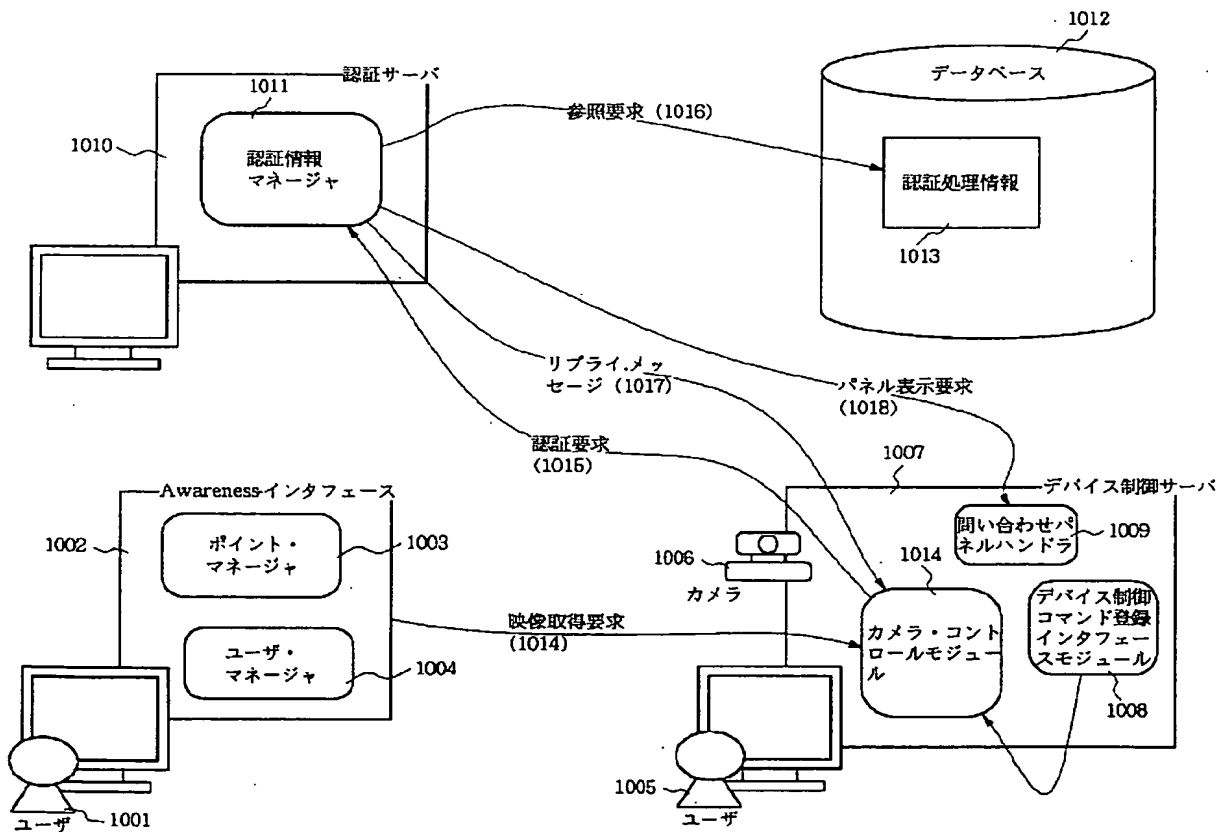 認証サーバ
1011
1010
認証情報
マネージャ
参照要求 (1016)
1012
データベース
認証処理情報
1013
リプライ.メッ
セージ (1017)
パネル表示要求
(1018)
認証要求
(1015)
Awarenessインタフェース
1002
ポイント・
マネージャ
1003
ユーザ・
マネージャ
1004
1001
ユーザ
映像取得要求
(1014)
1007
デバイス制御サーバ
問い合わせパ
ネルハンドラ
1009
1006
カメラ
1014
カメラ・コント
ロールモジュー
ル
デバイス制御
コマンド登録
インタフェー
スモジュール
1008
1005
ユーザ